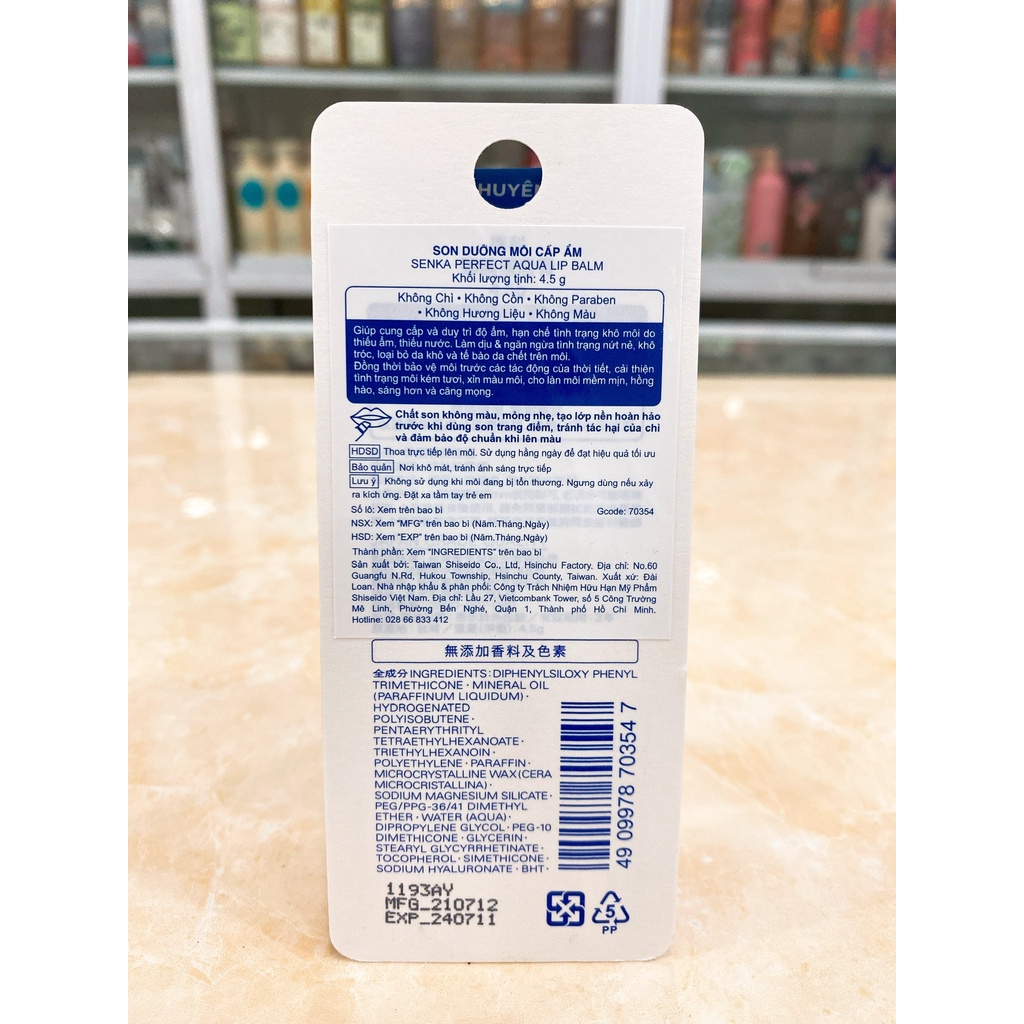 HUYÊ
SON DƯỠNG MÔI CẤP ẨM
SENKA PERFECT AQUA LIP BALM
Khối lượng tịnh: 4.5 g
Không Chì • Không Cồn • Không Paraben
• Không Hương Liệu • Không Màu
Giúp cung cấp và duy trì độ ẩm, hạn chế tình trạng khô môi do
thiếu ẩm, thiếu nước. Làm dịu & ngăn ngừa tình trạng nứt nẻ, khô
tróc, loại bỏ da khô và tế bào da chết trên môi.
Đồng thời bảo vệ môi trước các tác động của thời tiết, cải thiện
tình trạng môi kém tươi, xỉn màu môi, cho làn môi mềm mịn, hồng
hào, sáng hơn và căng mọng.
Chất son không màu, mỏng nhẹ, tạo lớp nền hoàn hảo
trước khi dùng son trang điểm, tránh tác hại của chì
và đảm bảo độ chuẩn khi lên màu
HDSD Thoa trực tiếp lên môi. Sử dụng hằng ngày để đạt hiệu quả tối ưu
Bảo quản Nơi khô mát, tránh ánh sáng trực tiếp
Lưu ý Không sử dụng khi môi đang bị tổn thương. Ngưng dùng nếu xảy
ra kích ứng. Đặt xa tầm tay trẻ em
Số lô: Xem trên bao bì Gcode: 70354
NSX: Xem "MFG" trên bao bì (Năm.Tháng.Ngày)
HSD: Xem "EXP" trên bao bì (Năm.Tháng.Ngày)
Thành phần: Xem "INGREDIENTS" trên bao bì
Sản xuất bởi: Taiwan Shiseido Co., Ltd, Hsinchu Factory. Địa chỉ: No.60
Guangfu N.Rd, Hukou Township, Hsinchu County, Taiwan. Xuất xứ: Đài
Loan. Nhà nhập khẩu & phân phối: Công ty Trách Nhiệm Hữu Hạn Mỹ Phẩm
Shiseido Việt Nam. Địa chỉ: Lầu 27, Vietcombank Tower, số 5 Công Trường
Mê Linh, Phường Bến Nghé, Quận 1, Thành phố Hồ Chí Minh.
Hotline: 028 66 833 412
無添加香料及色素
全成分INGREDIENTS: DIPHENYLSILOXY PHENYL
TRIMETHICONE · MINERAL OIL
(PARAFFINUM LIQUIDUM) ·
HYDROGENATED
POLYISOBUTENE ·
PENTAERYTHRITYL
TETRAETHYLHEXANOATE ·
TRIETHYLHEXANOIN ·
POLYETHYLENE · PARAFFIN ·
MICROCRYSTALLINE WAX(CERA
MICROCRISTALLINA) ·
SODIUM MAGNESIUM SILICATE ·
PEG/PPG-36/41 DIMETHYL
ETHER · WATER (AQUA) ·
DIPROPYLENE GLYCOL · PEG-10
DIMETHICONE · GLYCERIN ·
STEARYL GLYCYRRHETINATE ·
TOCOPHEROL · SIMETHICONE ·
SODIUM HYALURONATE · BHT ·
49 09978 70354 7
1193AY
MFG_210712
EXP_240711
5
PP